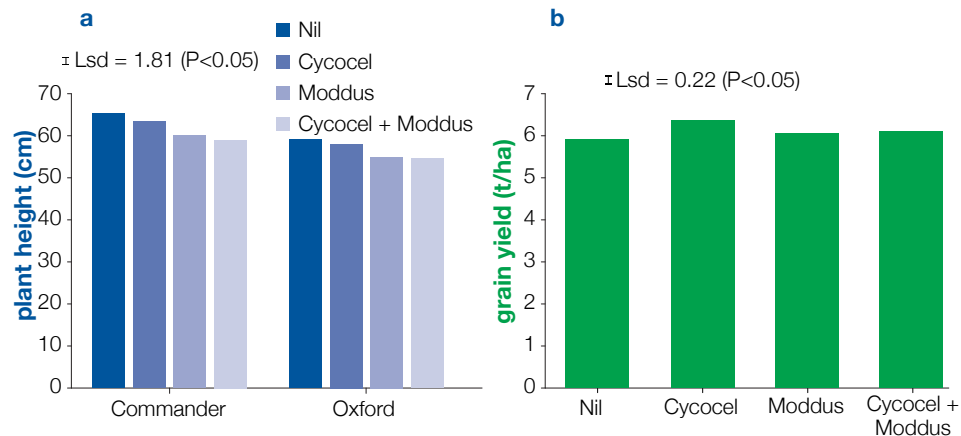 a
Nil
Cycocel
Moddus
Cycocel + Moddus
Lsd = 1.81 (P<0.05)
plant height (cm)
70
60
50
40
30
20
10
0
Commander
Oxford
b
Lsd = 0.22 (P<0.05)
grain yield (t/ha)
7
6
5
4
3
2
1
0
Nil
Cycocel
Moddus
Cycocel +
Moddus